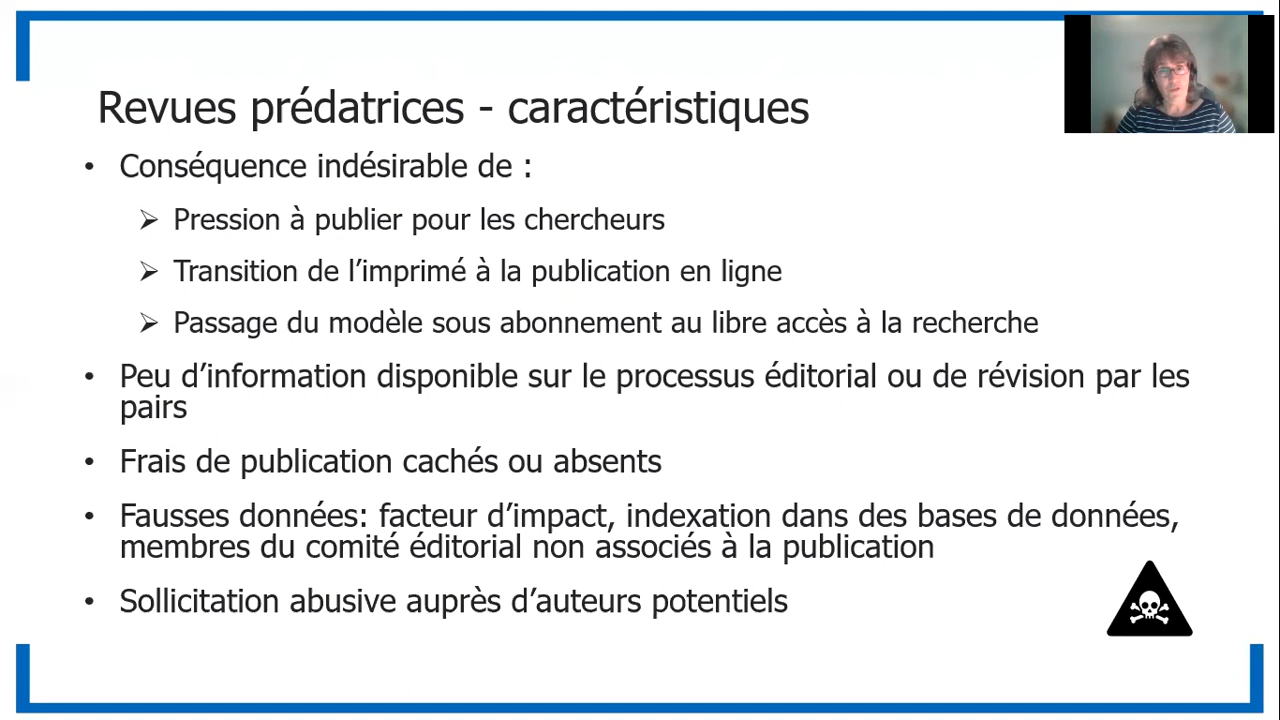 Revues prédatrices - caractéristiques
• Conséquence indésirable de :
➢ Pression à publier pour les chercheurs
➢ Transition de l’imprimé à la publication en ligne
➢ Passage du modèle sous abonnement au libre accès à la recherche
• Peu d’information disponible sur le processus éditorial ou de révision par les
pairs
• Frais de publication cachés ou absents
• Fausses données: facteur d’impact, indexation dans des bases de données,
membres du comité éditorial non associés à la publication
• Sollicitation abusive auprès d’auteurs potentiels